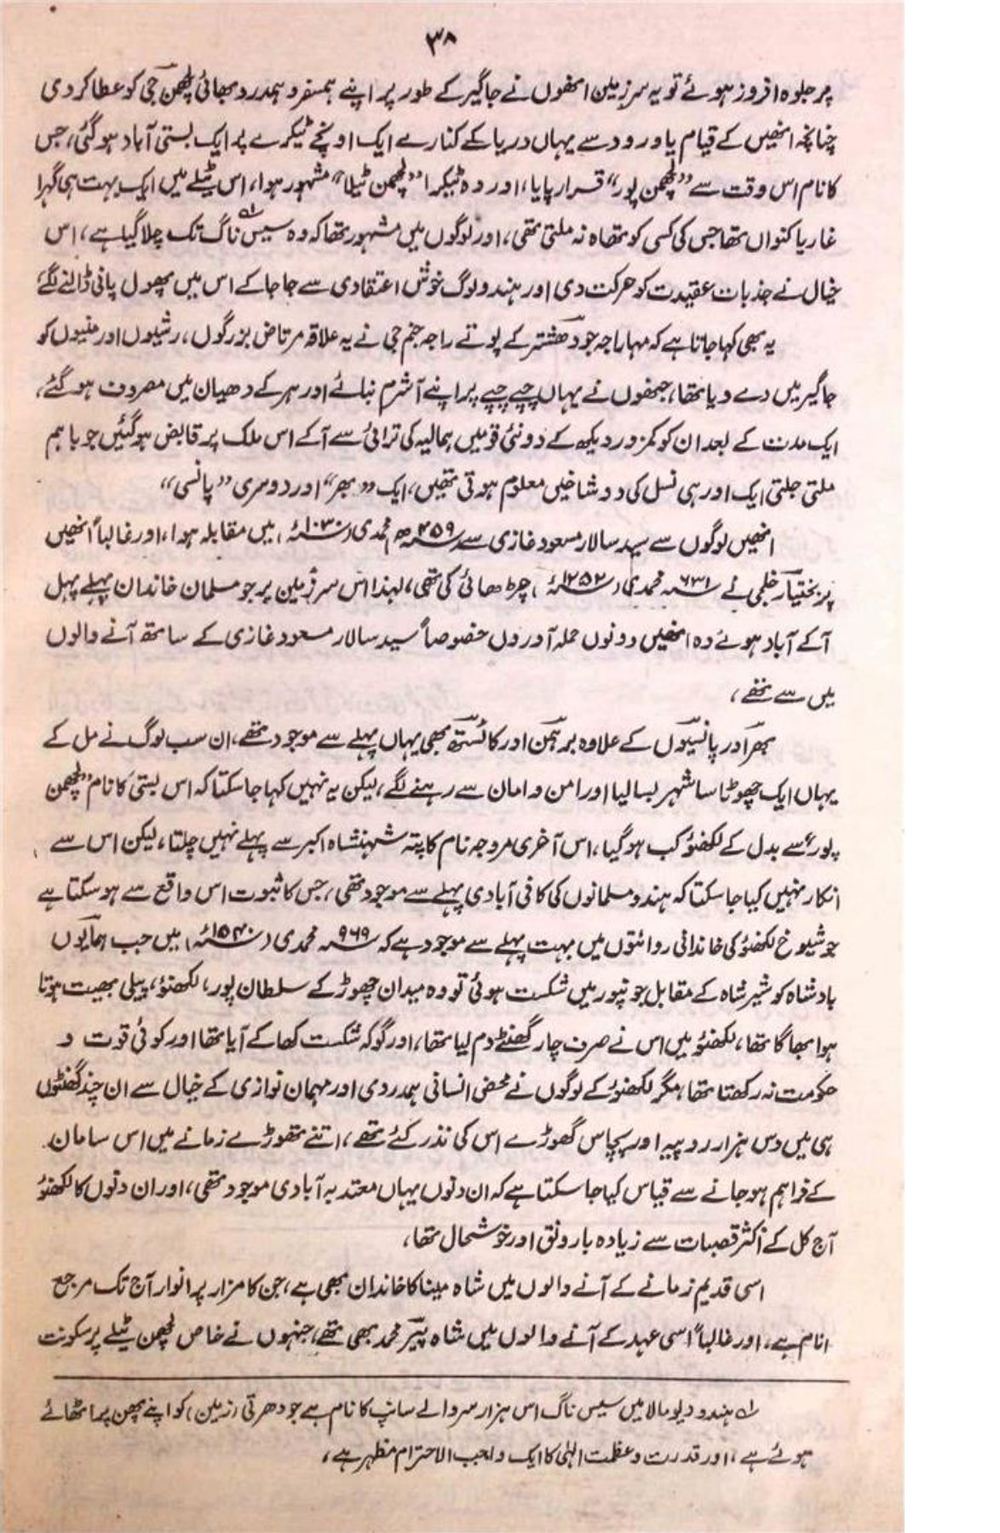 ۳۸
پر جلوہ افروز ہوئے تو یہ سرزمین انھوں نے جاگیر کے طور پر اپنے ہمسفر و ہمدرد بھائی لچھمن جی کو عطا کر دی
چنانچہ انھیں کے قیام یا ورود سے یہاں دریا کے کنارے ایک اونچے ٹیکرے پر ایک بستی آباد ہو گئی، جس
کا نام اس وقت سے "لچھمن پور" قرار پایا، اور وہ ٹیکرا "لچھمن ٹیلا" مشہور ہوا، اس ٹیلے میں ایک بہت ہی گہرا
غار یا کنواں تھا جس کی کسی کو تھاہ نہ ملتی تھی، اور لوگوں میں مشہور تھا کہ وہ سیس ناگ لہ تک چلا گیا ہے، اس
خیال نے جذبات عقیدت کو حرکت دی اور ہندو لوگ خوش اعتقادی سے جا جا کے اس میں پھول پانی ڈالنے لگے
یہ بھی کہا جاتا ہے کہ مہاراجہ جودھشٹر کے پوتے راجہ جنم جی نے یہ علاقہ مرتاض بزرگوں، رشیوں اور منیوں کو
جاگیر میں دے دیا تھا، جنھوں نے یہاں چپے چپے پر اپنے آشرم بنائے اور ہر کے دھیان میں مصروف ہو گئے،
ایک مدت کے بعد ان کو کمزور دیکھ کے دو نئی قومیں ہمالیہ کی ترائی سے آ کے اس ملک پر قابض ہو گئیں جو باہم
ملتی جلتی ایک اور ہی نسل کی دو شاخیں معلوم ہوتی تھیں، ایک "بھر" اور دوسری "پانسی"
انھیں لوگوں سے سید سالار مسعود غازی سے ۴۵۹ھ محمدی (۱۰۳۰ء) میں مقابلہ ہوا، اور غالباً انھیں
پر بختیار خلجی نے ۶۳۱ھ محمدی (۱۲۰۲ء) چڑھائی کی تھی، لہذا اس سرزمین پر جو مسلمان خاندان پہلے پہل
آ کے آباد ہوئے وہ انھیں دونوں حملہ آوروں خصوصاً سید سالار مسعود غازی کے ساتھ آنے والوں
میں سے تھے،
بھر اور پانسیوں کے علاوہ برہمن اور کائستھ بھی یہاں پہلے سے موجود تھے، ان سب لوگ نے مل کے
یہاں ایک چھوٹا سا شہر بسا لیا اور امن و امان سے رہنے لگے، لیکن یہ نہیں کہا جا سکتا کہ اس بستی کا نام "لچھمن
پور" سے بدل کے لکھنؤ کب ہو گیا، اس آخری مروجہ نام کا پتہ شہنشاہ اکبر سے پہلے نہیں چلتا، لیکن اس سے
انکار نہیں کیا جا سکتا کہ ہندو مسلمانوں کی کافی آبادی پہلے سے موجود تھی، جس کا ثبوت اس واقع سے ہو سکتا ہے
جو شیوخ لکھنؤ کی خاندانی روائتوں میں بہت پہلے سے موجود ہے کہ ۹۶۹ھ محمدی (۱۵۴۰ء) میں جب ہمایوں
بادشاہ کو شیر شاہ کے مقابل جونپور میں شکست ہوئی تو وہ میدان چھوڑ کے سلطان پور، لکھنؤ، پیلی بھیت ہوتا
ہوا بھاگا تھا، لکھنؤ میں اس نے صرف چار گھنٹے دم لیا تھا، اور گو کہ شکست کھا کے آیا تھا اور کوئی قوت و
حکومت نہ رکھتا تھا، مگر لکھنؤ کے لوگوں نے محض انسانی ہمدردی اور مہمان نوازی کے خیال سے ان چند گھنٹوں
ہی میں دس ہزار روپیہ اور پچاس گھوڑے اس کی نذر کئے تھے، اتنے تھوڑے زمانے میں اس سامان
کے فراہم ہو جانے سے قیاس کیا جا سکتا ہے کہ ان دنوں یہاں معتدبہ آبادی موجود تھی، اور ان دنوں کا لکھنؤ
آج کل کے اکثر قصبات سے زیادہ بارونق اور خوشحال تھا،
اسی قدیم زمانے کے آنے والوں میں شاہ مینا کا خاندان بھی ہے، جن کا مزار پر انوار آج تک مرجع
انام ہے، اور غالباً اسی عہد کے آنے والوں میں شاہ پیر محمد بھی تھے، جنہوں نے خاص لچھمن ٹیلے پر سکونت
لہ ہندو دیو مالا میں سیس ناگ اس ہزار سر والے سانپ کا نام ہے جو دھرتی (زمین) کو اپنے پھن پر اٹھائے
ہوئے ہے، اور قدرت و عظمت الہٰی کا ایک واجب الاحترام مظہر ہے،